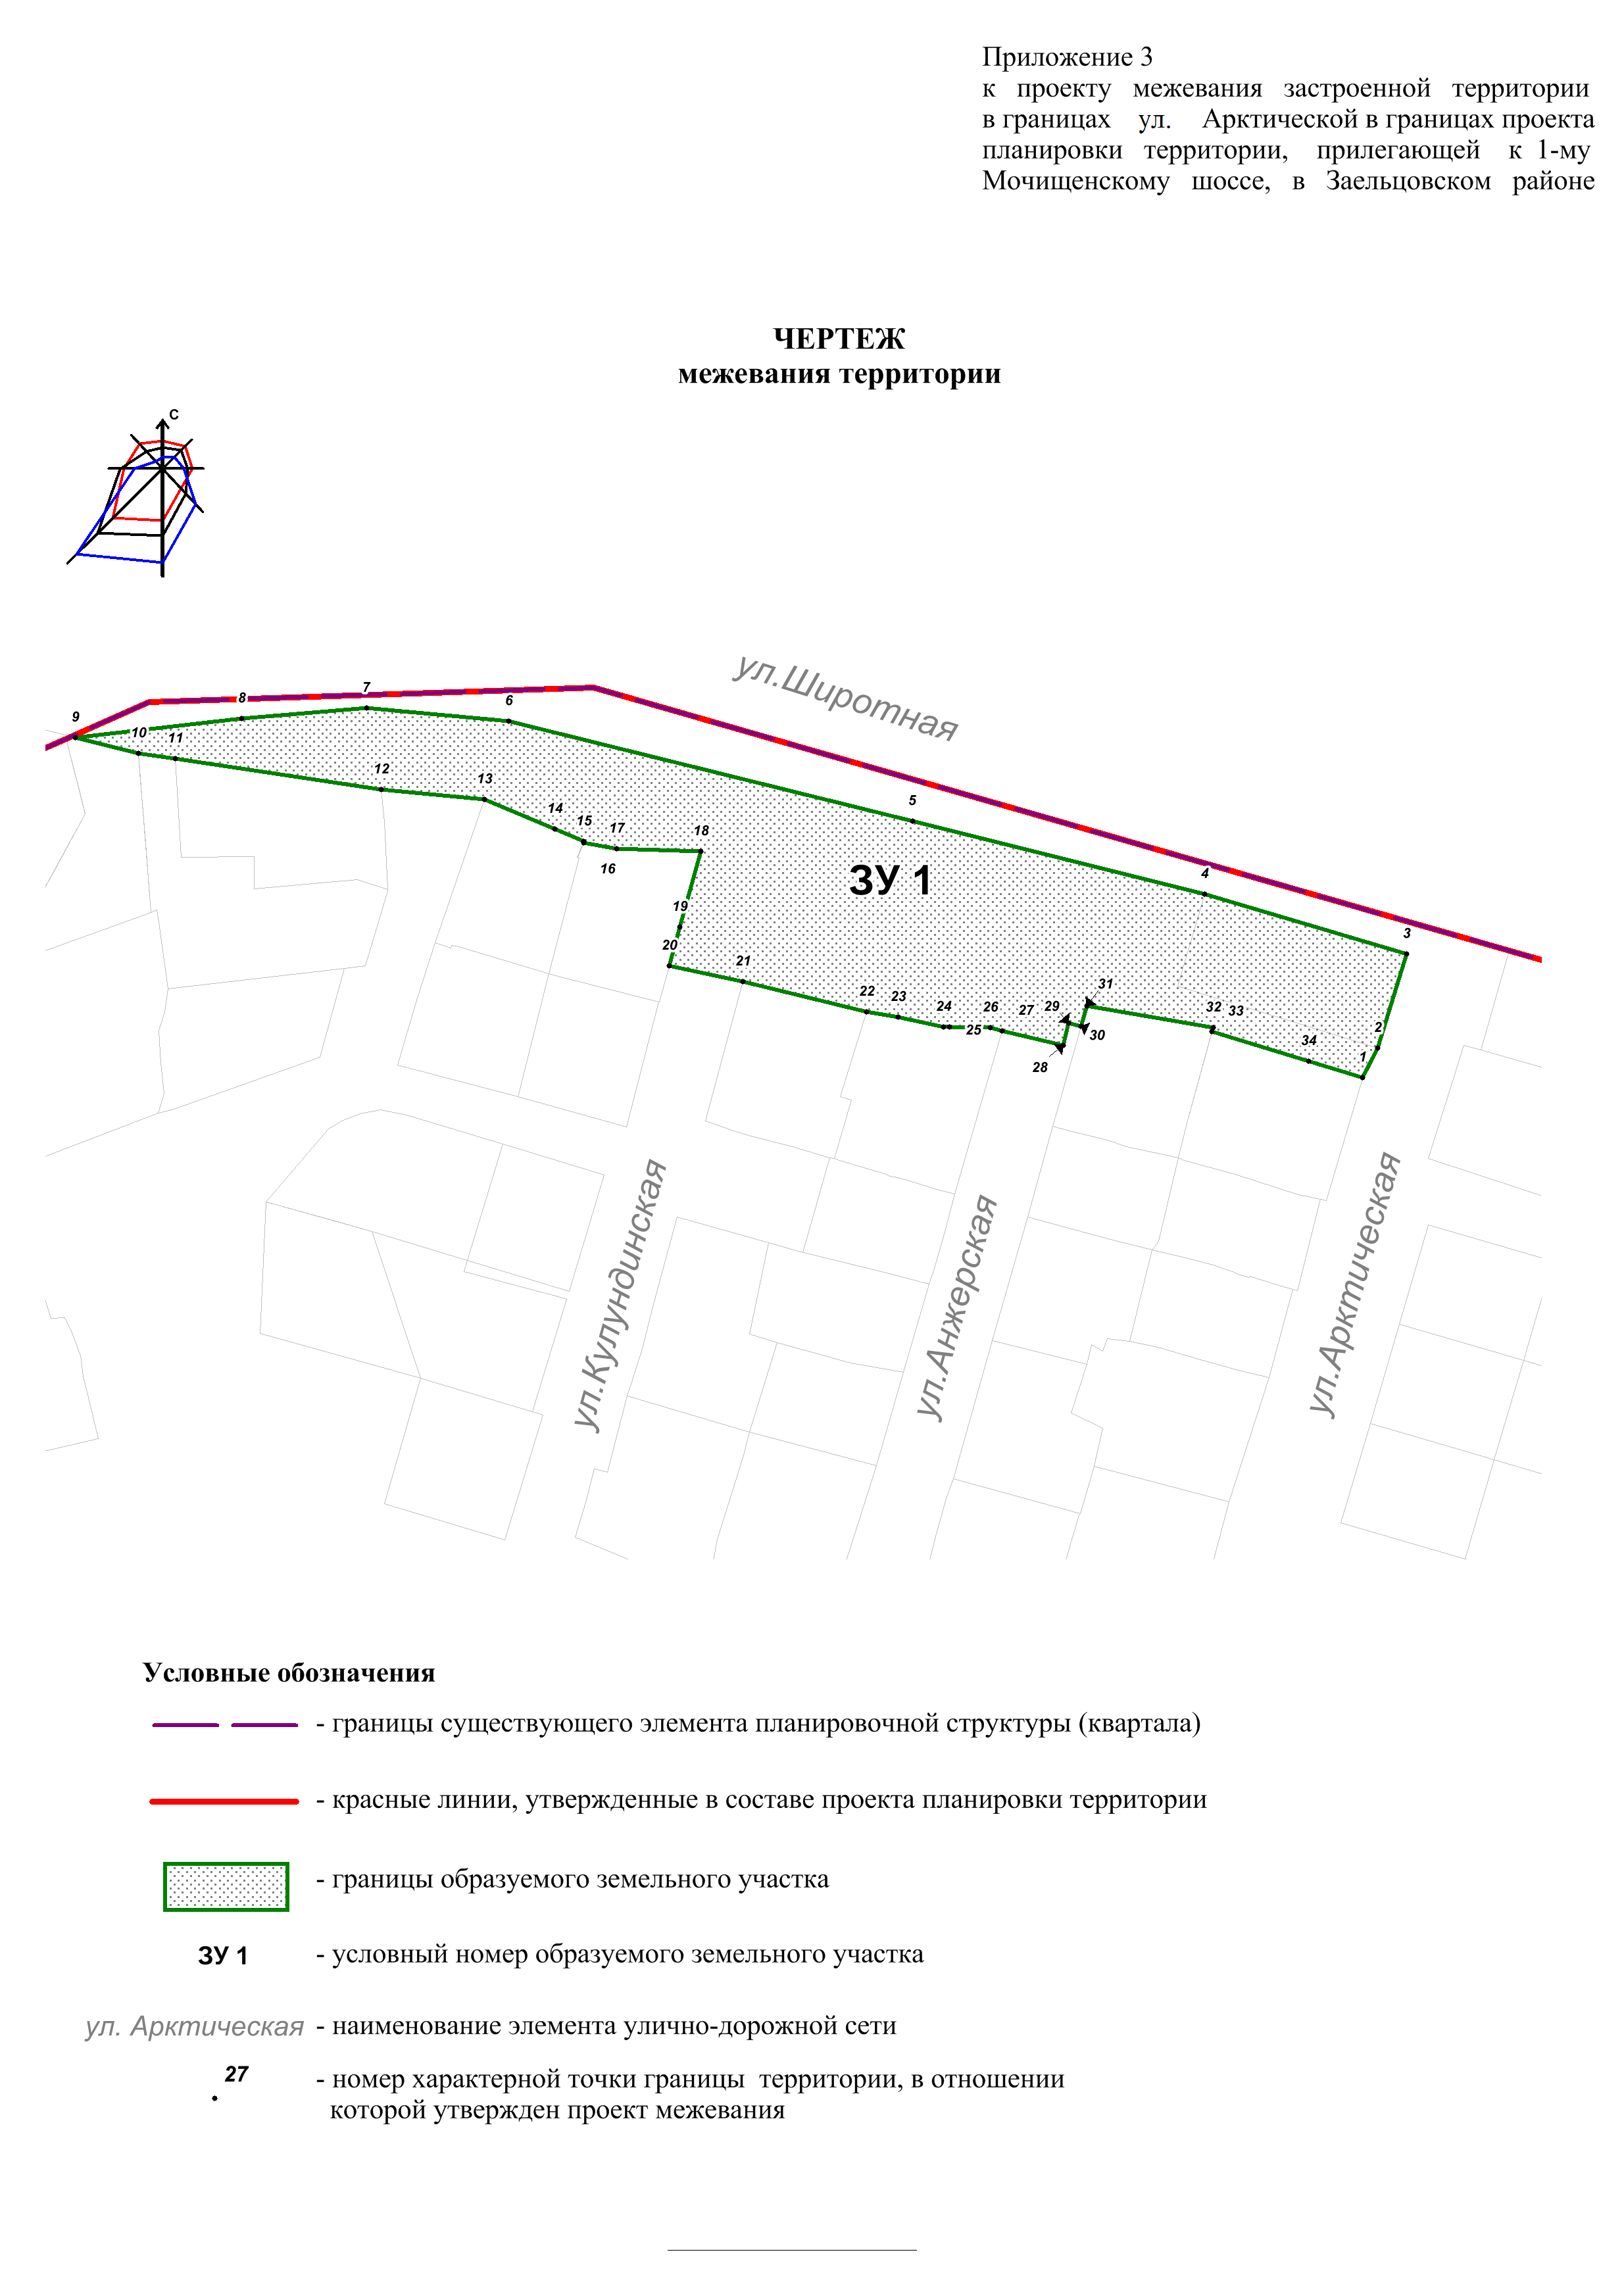 Приложение 3
к проекту межевания застроенной территории
в границах ул. Арктической в границах проекта
планировки территории, прилегающей к 1-му
Мочищенскому шоссе, в Заельцовском районе
ЧЕРТЕЖ
межевания территории
С
ул.Широтная
9
10
11
8
7
6
12
13
14
15
16
17
18
19
20
21
5
ЗУ 1
4
3
22
23
24
25
26
27
28
29
30
31
32
33
34
1
2
ул.Кулундинская
ул.Анжерская
ул.Арктическая
Условные обозначения
- границы существующего элемента планировочной структуры (квартала)
- красные линии, утвержденные в составе проекта планировки территории
- границы образуемого земельного участка
ЗУ 1 - условный номер образуемого земельного участка
ул. Арктическая - наименование элемента улично-дорожной сети
27 - номер характерной точки границы территории, в отношении
которой утвержден проект межевания